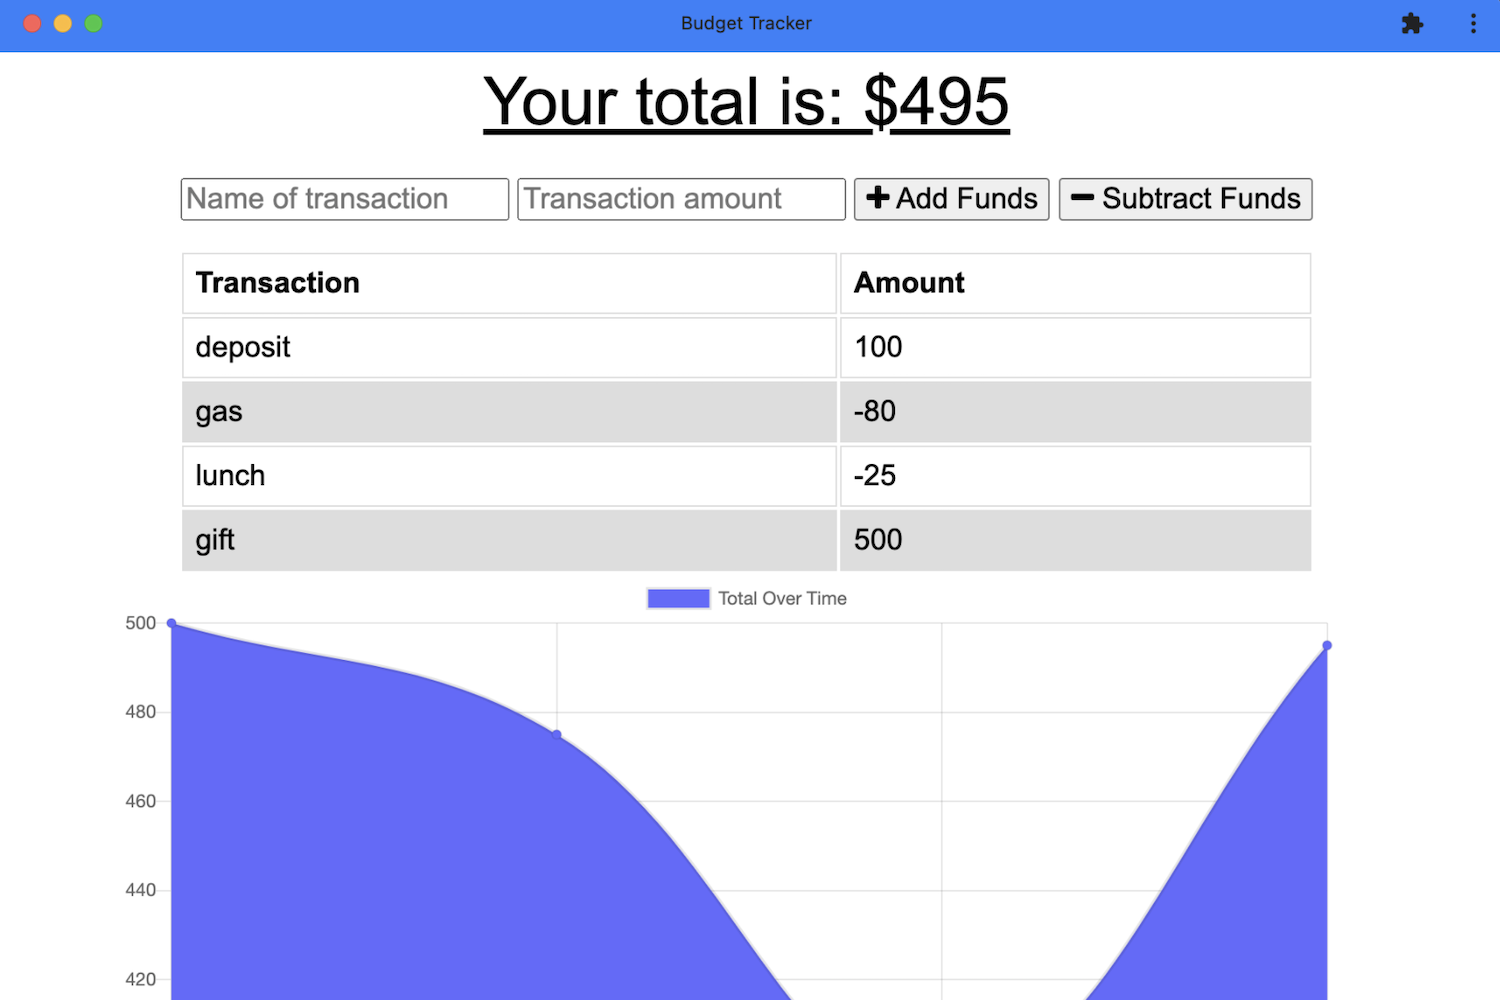 Budget Tracker
Your total is: $495
Name of transaction Transaction amount Add Funds Subtract Funds
Transaction Amount
deposit 100
gas -80
lunch -25
gift 500
Total Over Time
500
480
460
440
420